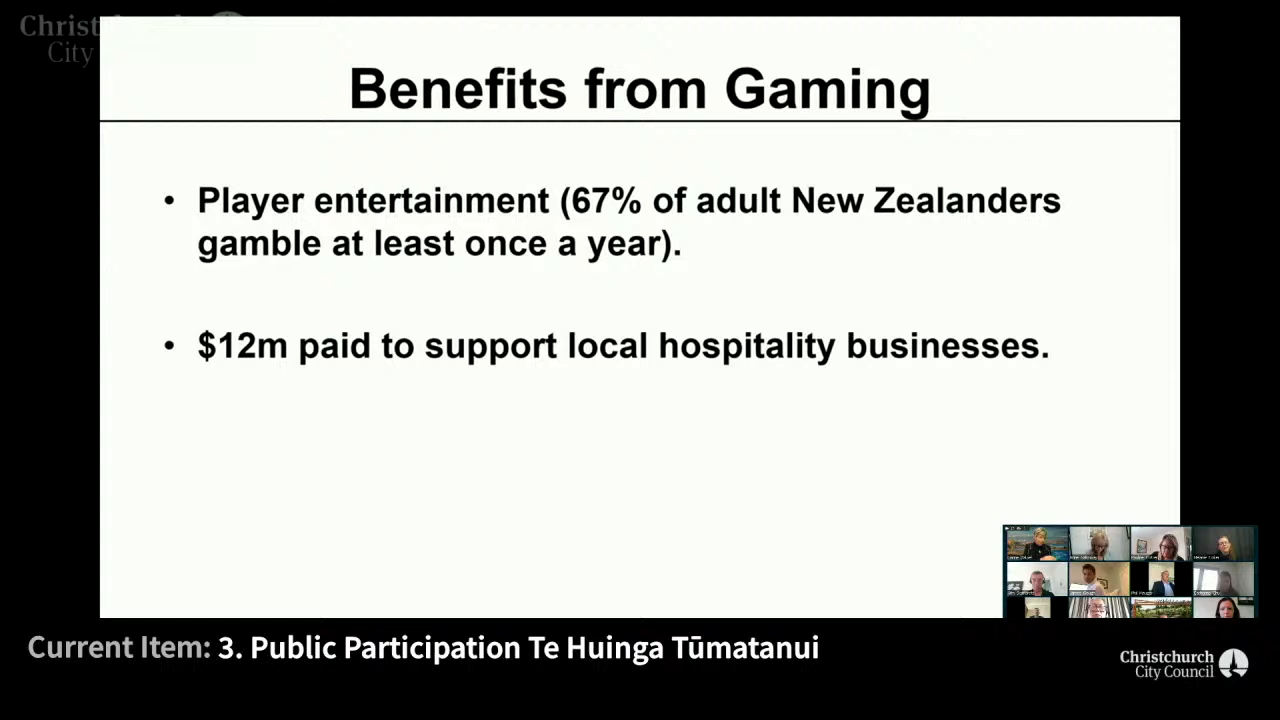 Christchurch
City
Benefits from Gaming
• Player entertainment (67% of adult New Zealanders
gamble at least once a year).
• $12m paid to support local hospitality businesses.
Current Item: 3. Public Participation Te Huinga Tūmatanui
Christchurch
City Council